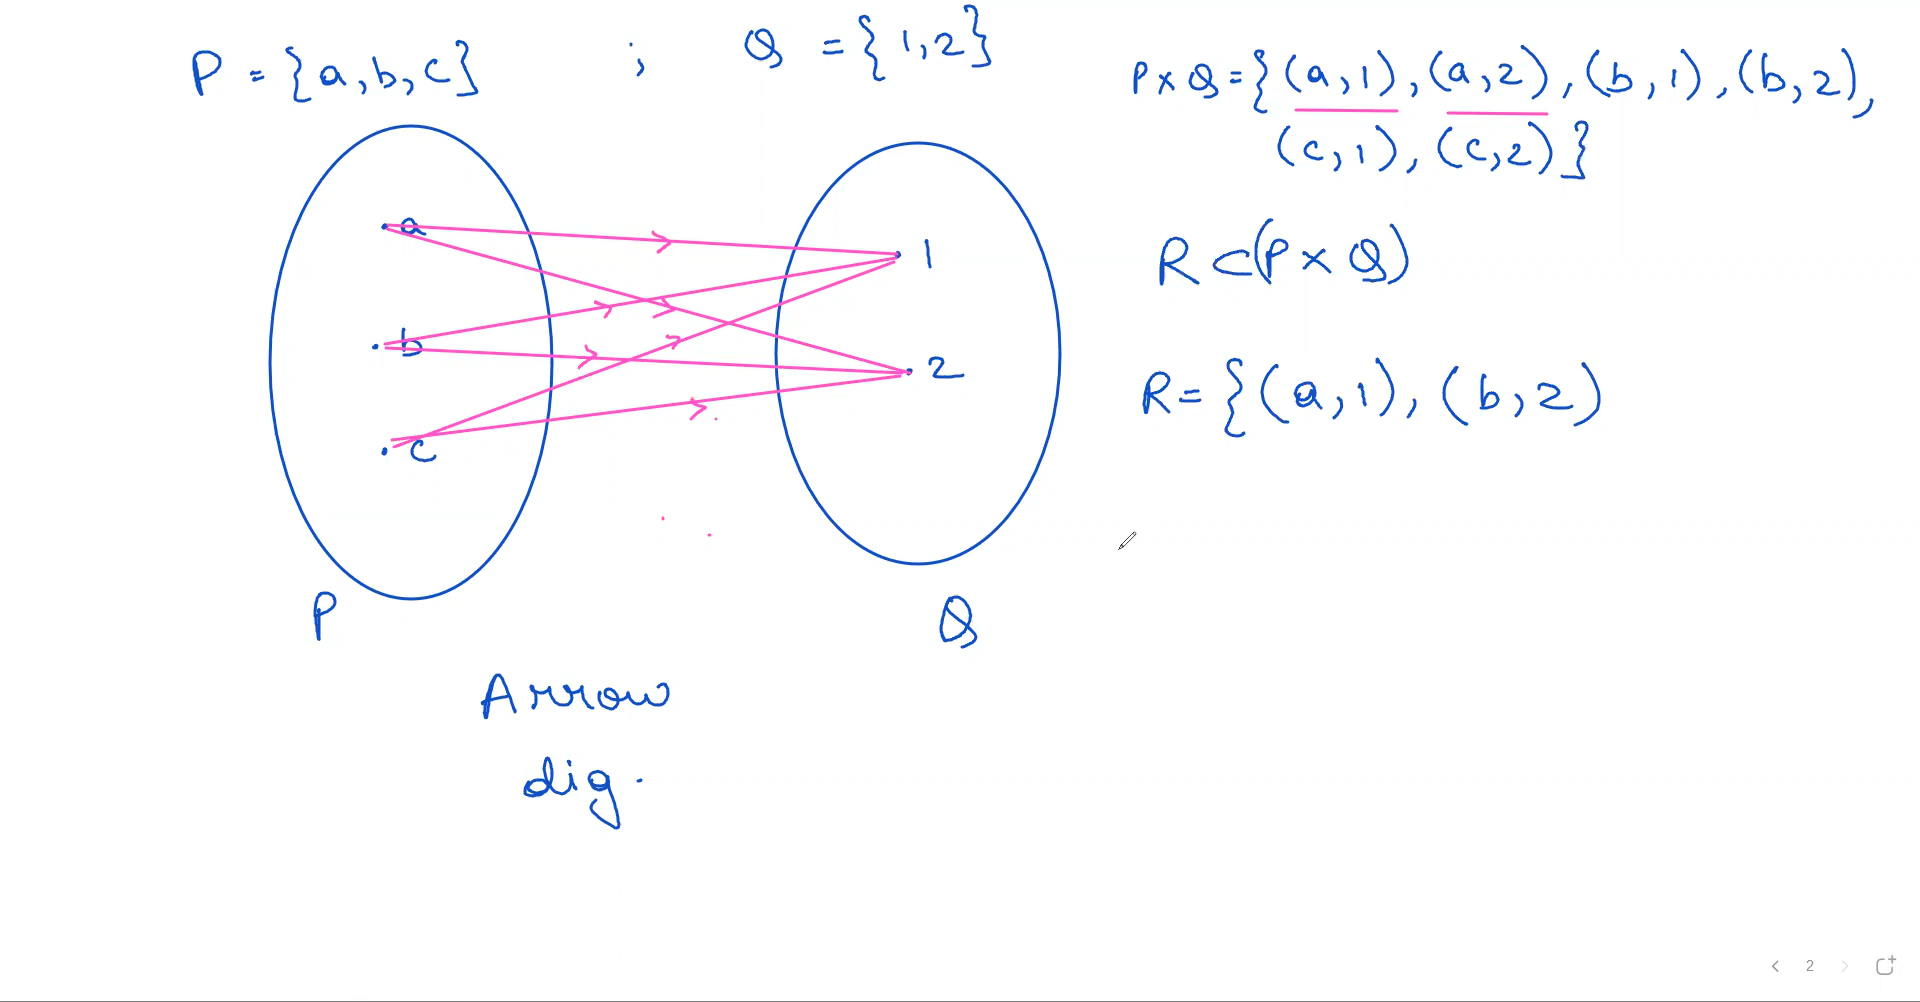 P = {a,b,c} ; Q = {1,2}
P x Q = {(a,1),(a,2),(b,1),(b,2),
(c,1),(c,2)}
R ⊂ (P x Q)
R = {(a,1),(b,2)
a
b
c
1
2
P
Q
Arrow
dig.
2